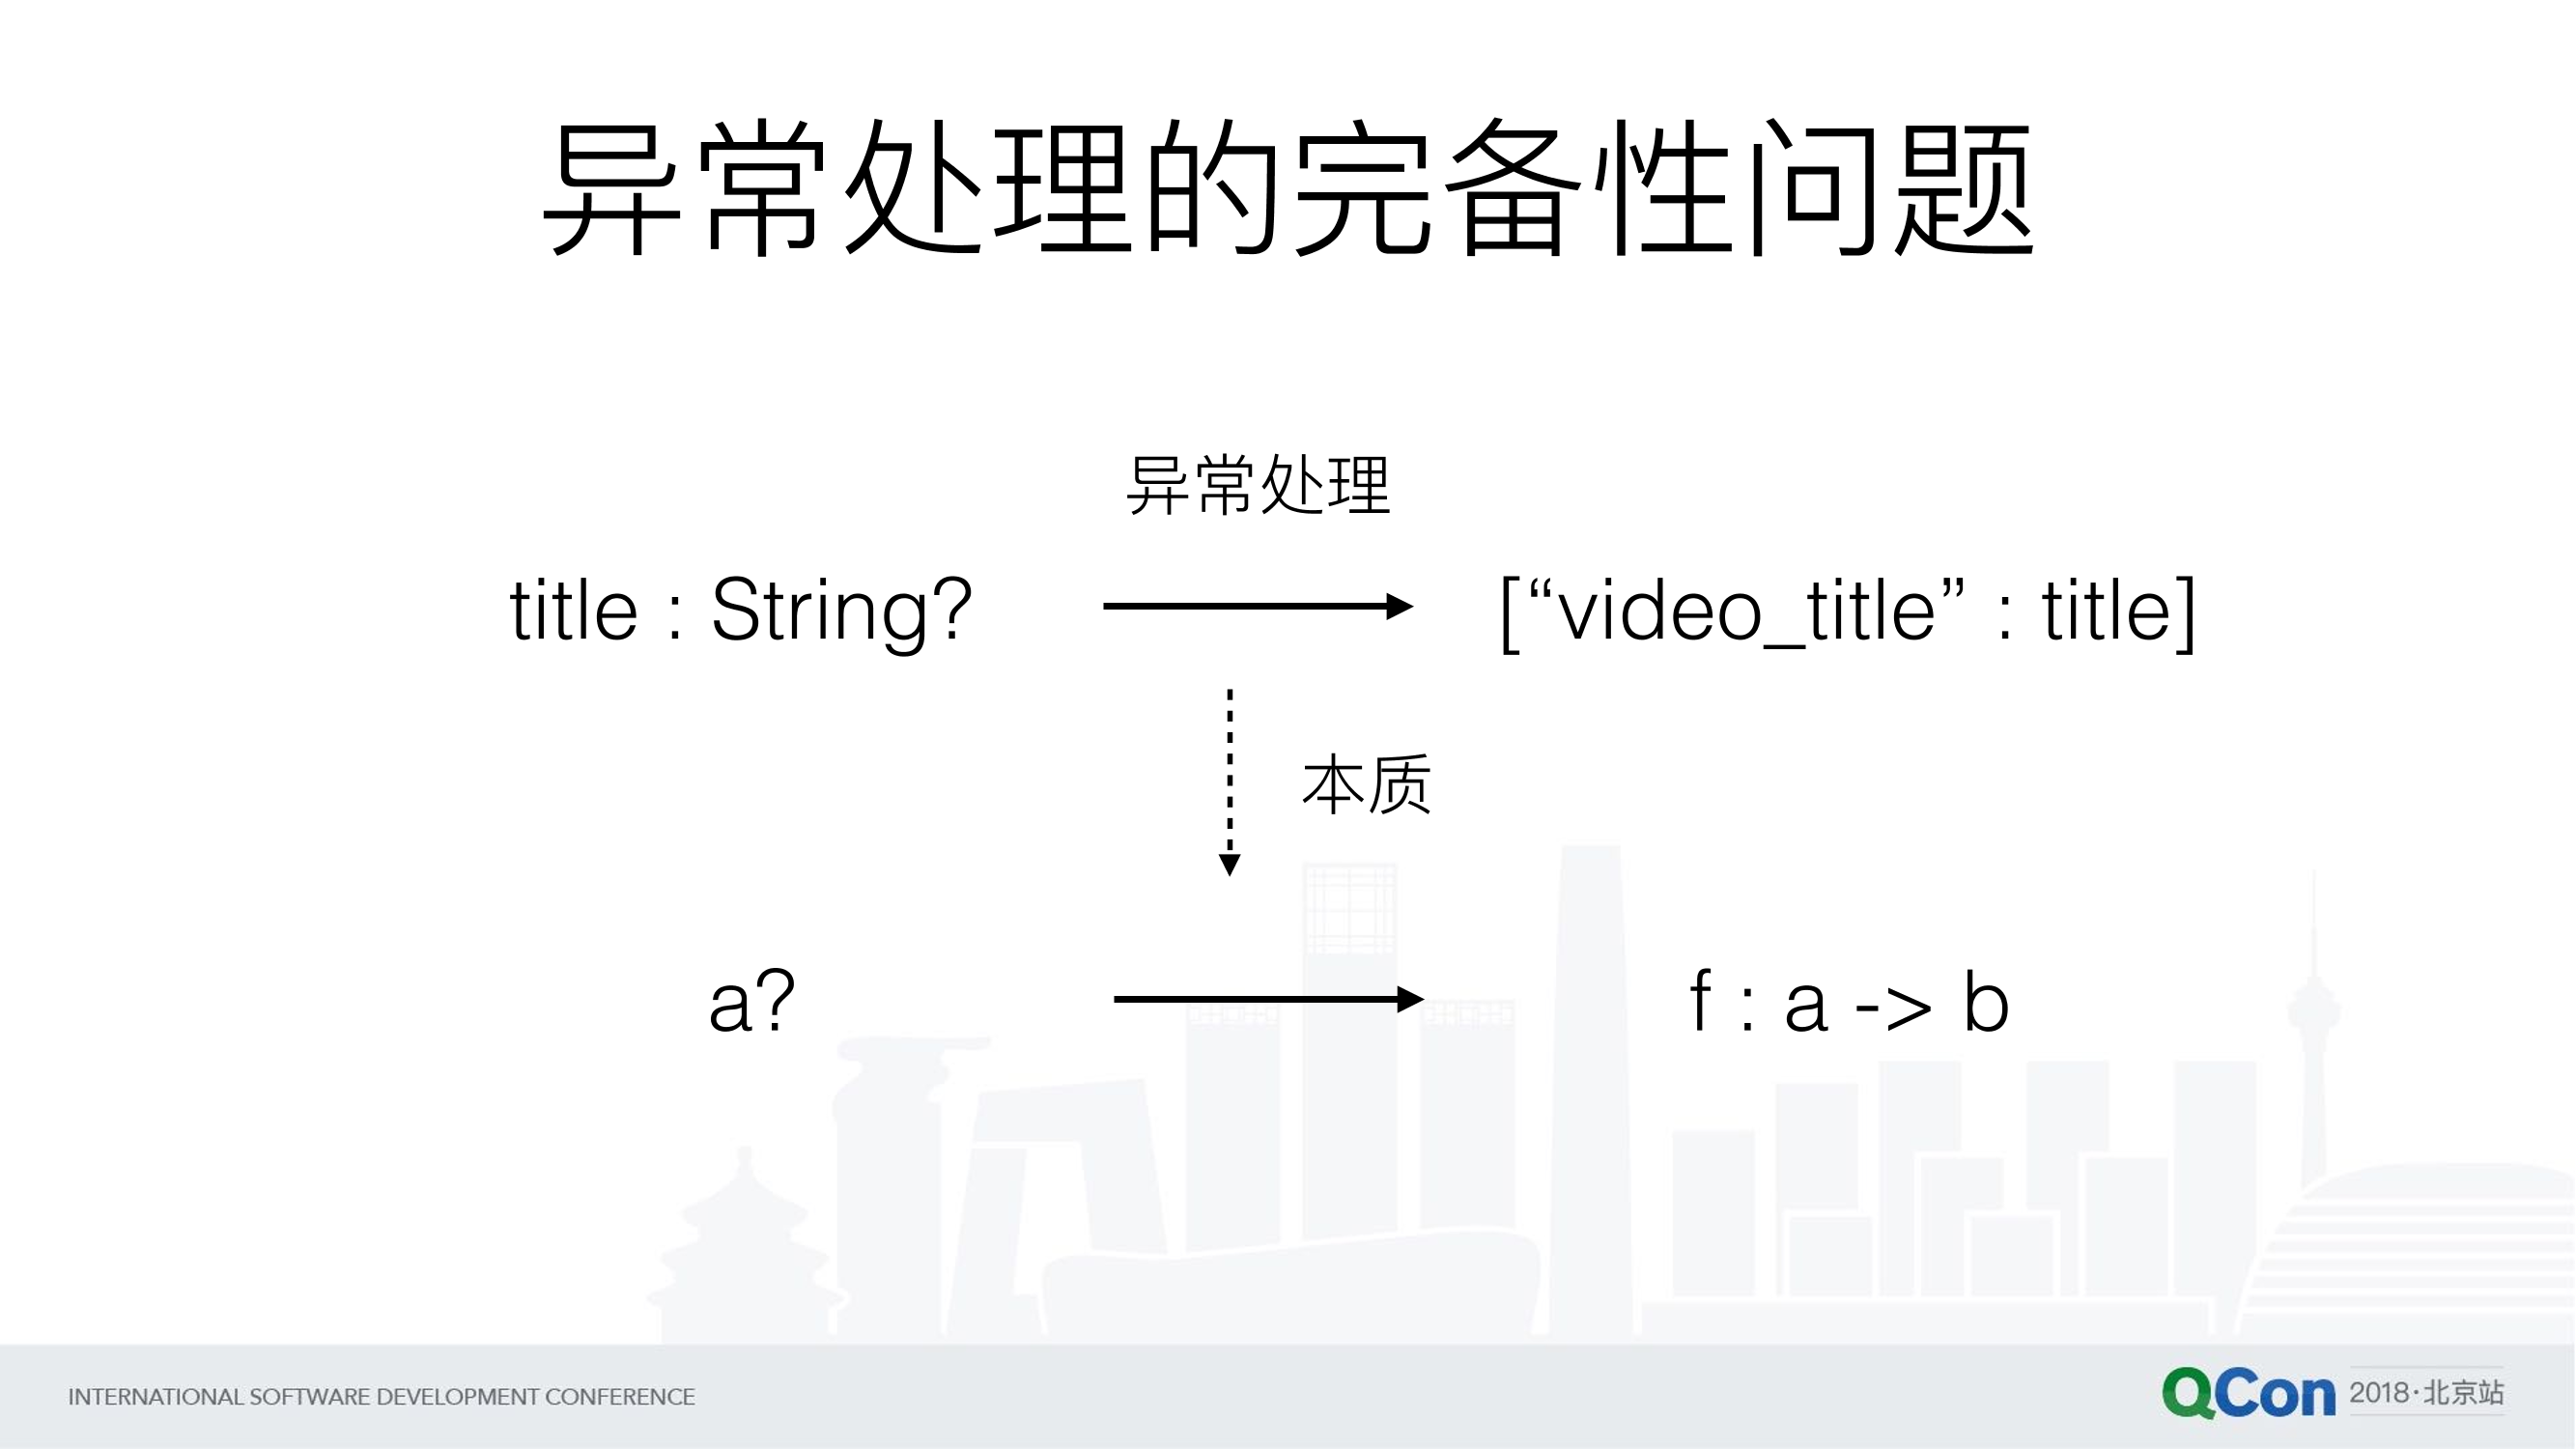 异常处理的完备性问题
异常处理
title : String?
[“video_title” : title]
本质
a?
f : a -> b
INTERNATIONAL SOFTWARE DEVELOPMENT CONFERENCE
QCon 2018·北京站